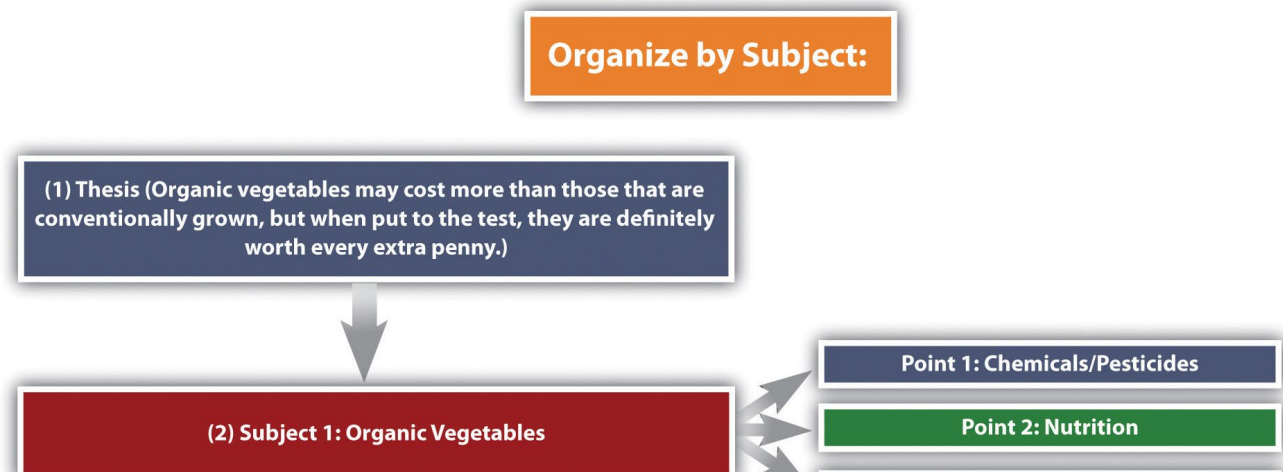 Organize by Subject:
(1) Thesis (Organic vegetables may cost more than those that are
conventionally grown, but when put to the test, they are definitely
worth every extra penny.)
(2) Subject 1: Organic Vegetables
Point 1: Chemicals/Pesticides
Point 2: Nutrition